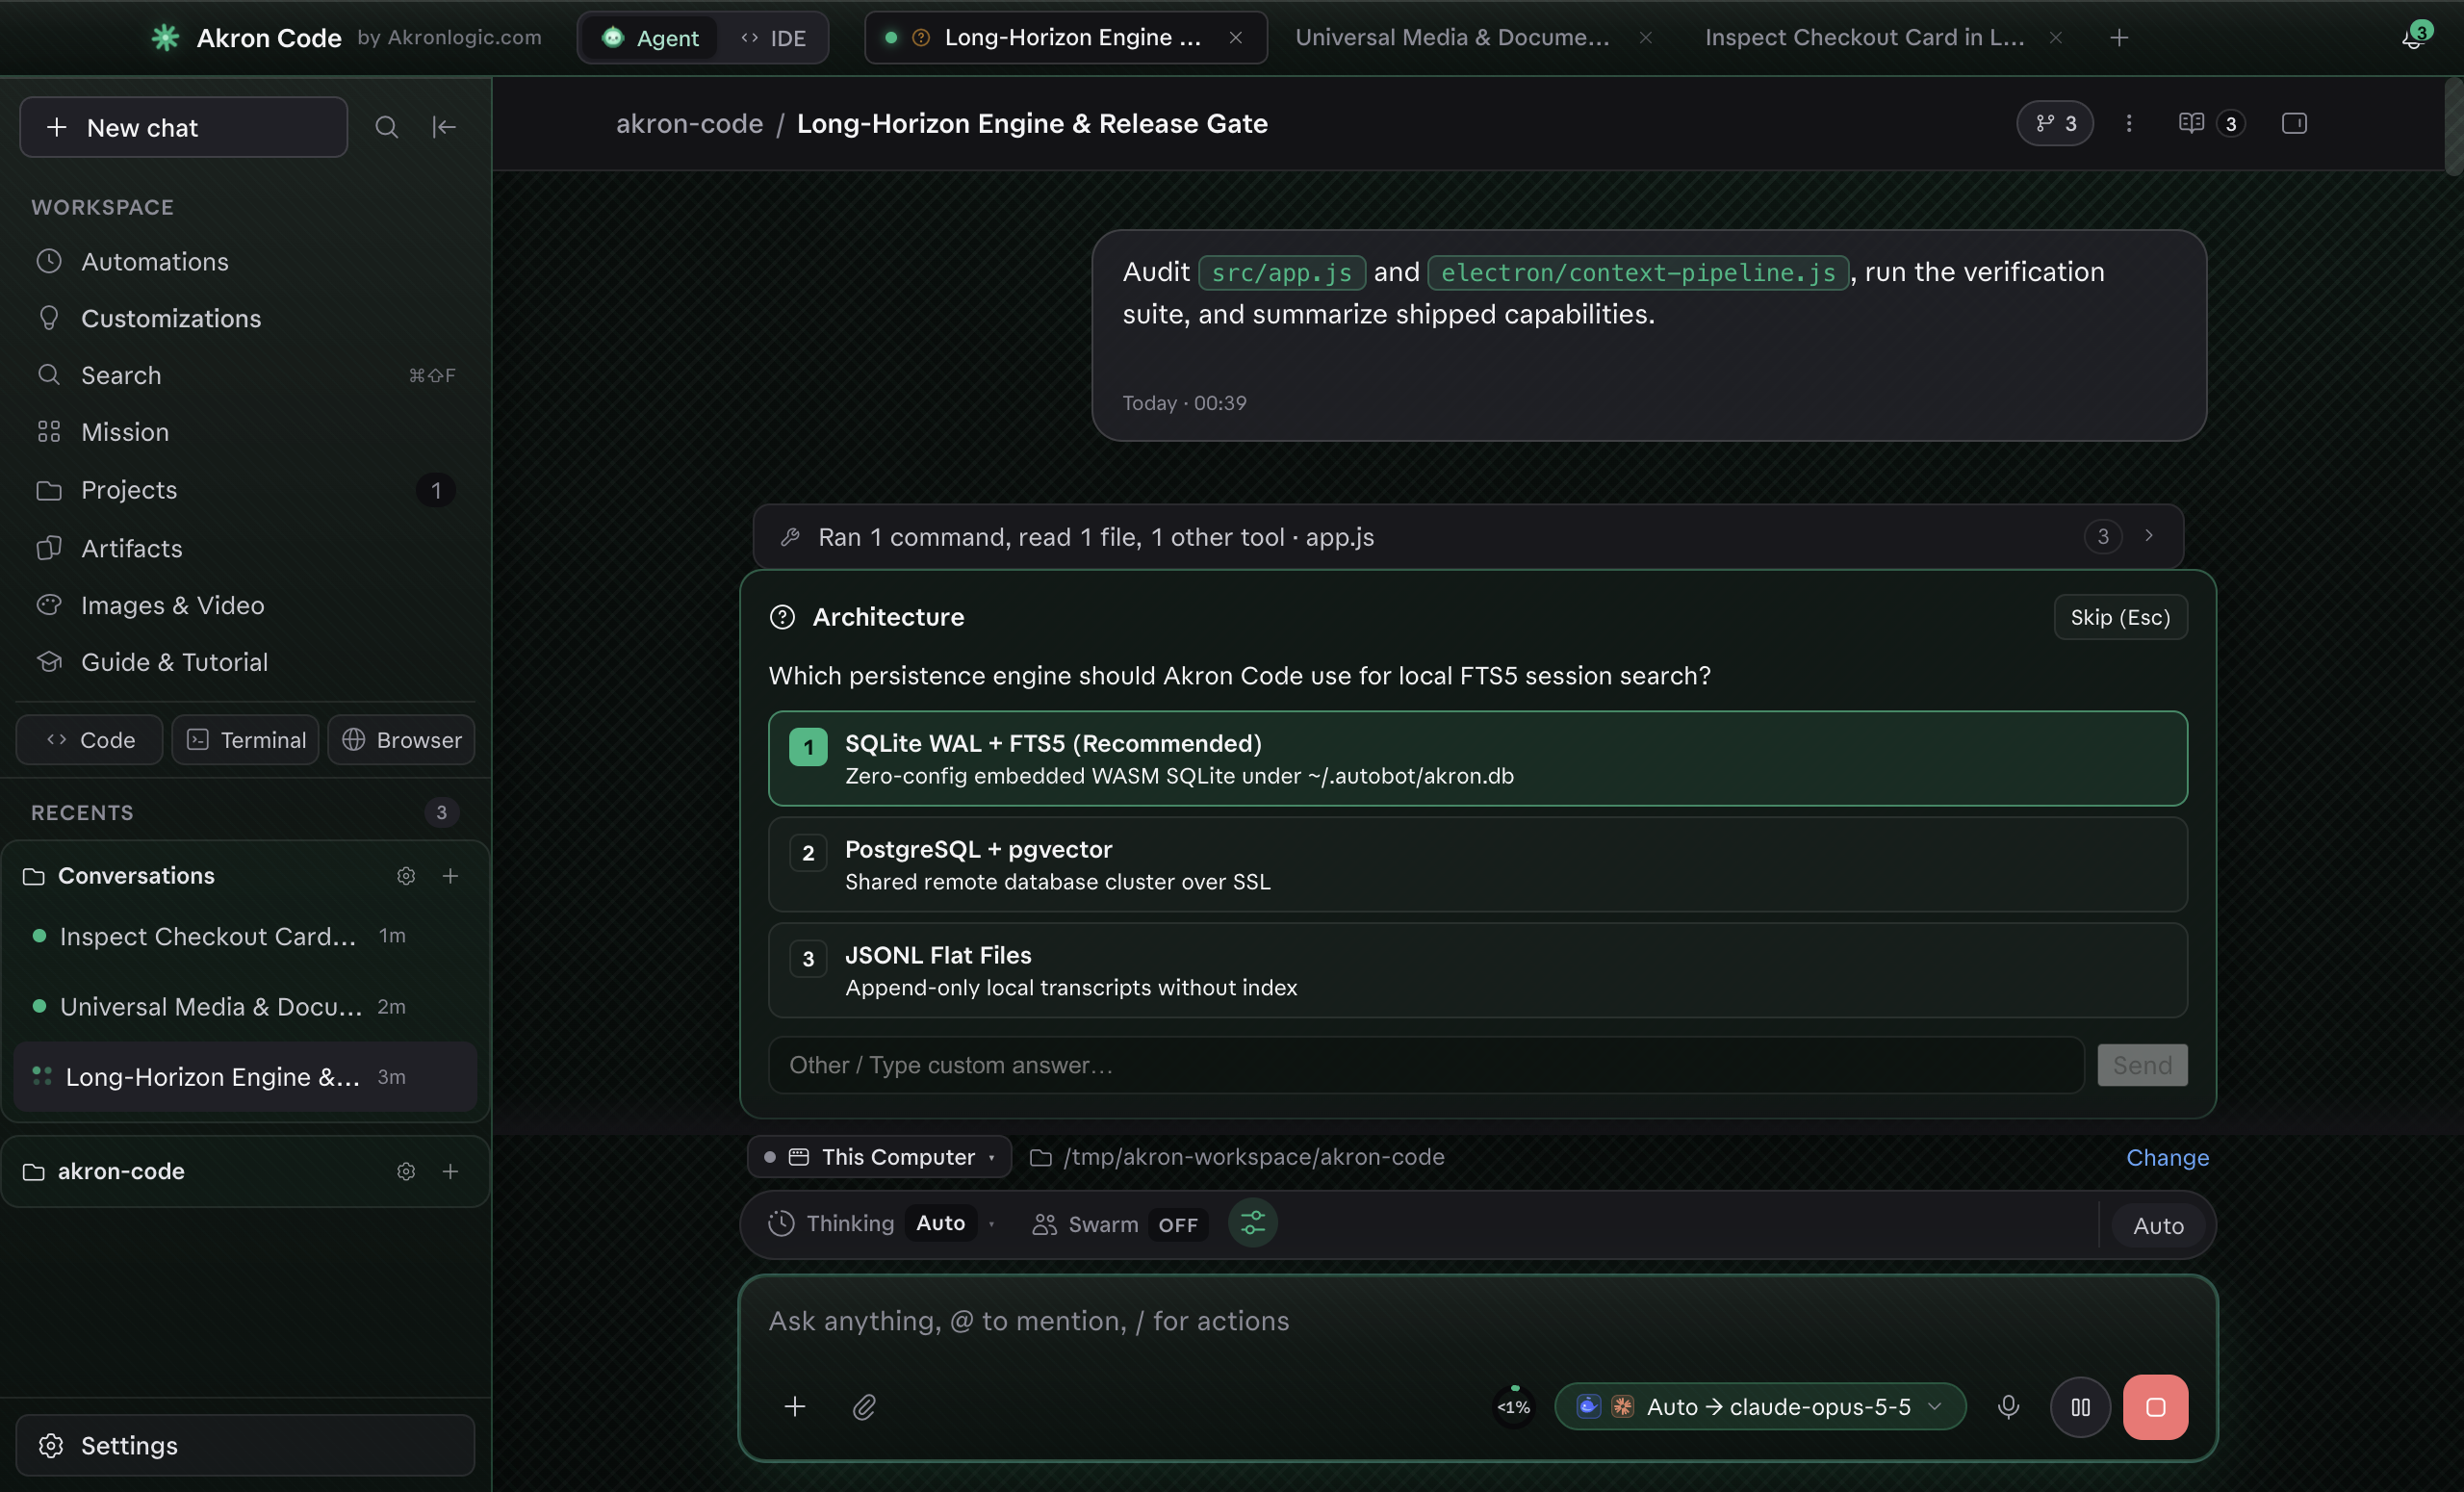 Akron Code by Akronlogic.com
Agent
IDE
Long-Horizon Engine ...
Universal Media & Docume...
Inspect Checkout Card in L...
3
New chat
WORKSPACE
Automations
Customizations
Search ⌘⇧F
Mission
Projects 1
Artifacts
Images & Video
Guide & Tutorial
Code
Terminal
Browser
RECENTS 3
Conversations
Inspect Checkout Card... 1m
Universal Media & Docu... 2m
Long-Horizon Engine &... 3m
akron-code
Settings
akron-code / Long-Horizon Engine & Release Gate
3
3
Audit src/app.js and electron/context-pipeline.js, run the verification
suite, and summarize shipped capabilities.
Today · 00:39
Ran 1 command, read 1 file, 1 other tool · app.js 3
Architecture
Skip (Esc)
Which persistence engine should Akron Code use for local FTS5 session search?
1 SQLite WAL + FTS5 (Recommended)
Zero-config embedded WASM SQLite under ~/.autobot/akron.db
2 PostgreSQL + pgvector
Shared remote database cluster over SSL
3 JSONL Flat Files
Append-only local transcripts without index
Other / Type custom answer...
Send
This Computer
/tmp/akron-workspace/akron-code
Change
Thinking Auto
Swarm OFF
Auto
Ask anything, @ to mention, / for actions
<1%
Auto → claude-opus-5-5